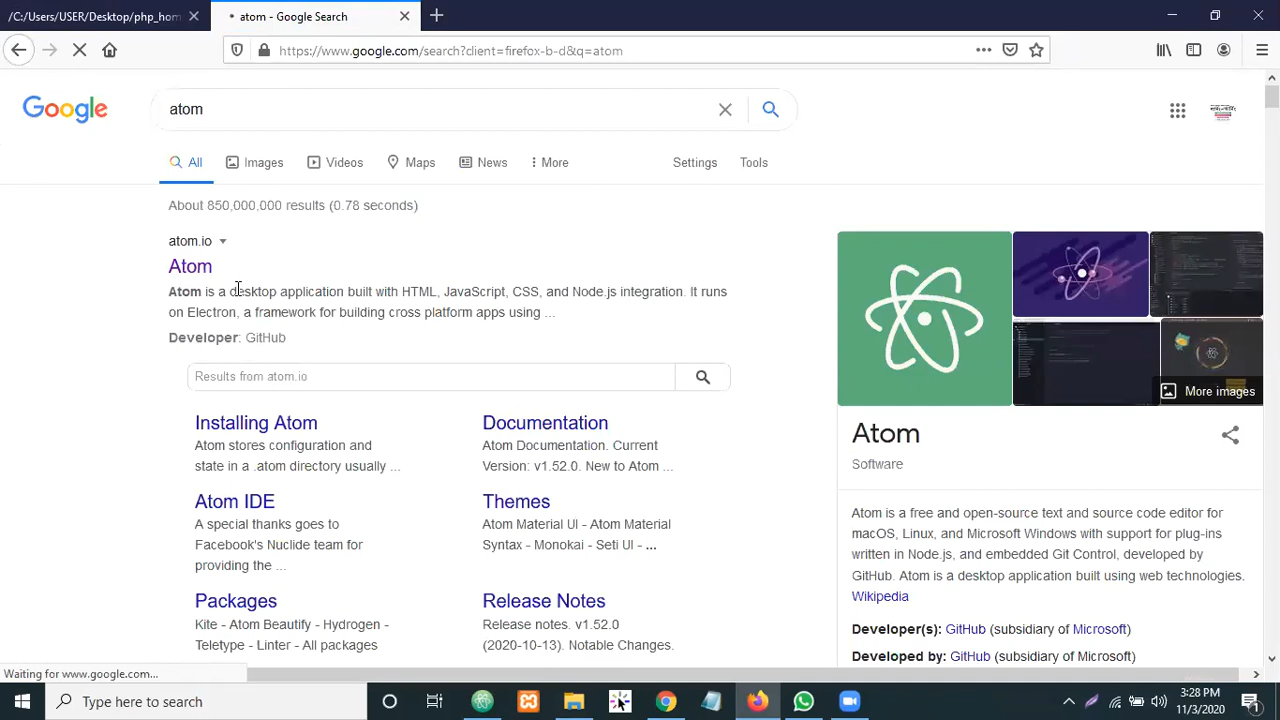 /C:/Users/USER/Desktop/php_hom
atom - Google Search
https://www.google.com/search?client=firefox-b-d&q=atom
Google
atom
All
Images
Videos
Maps
News
More
Settings
Tools
About 850,000,000 results (0.78 seconds)
atom.io
Atom
Atom is a desktop application built with HTML, JavaScript, CSS, and Node.js integration. It runs
on Electron, a framework for building cross platform apps using ...
Developer: GitHub
Results from atom.io
Installing Atom
Atom stores configuration and
state in a .atom directory usually ...
Documentation
Atom Documentation. Current
Version: v1.52.0. New to Atom ...
Atom IDE
A special thanks goes to
Facebook's Nuclide team for
providing the ...
Themes
Atom Material UI - Atom Material
Syntax - Monokai - Seti UI - ...
Packages
Kite - Atom Beautify - Hydrogen -
Teletype - Linter - All packages
Release Notes
Release notes. v1.52.0
(2020-10-13). Notable Changes.
More images
Atom
Software
Atom is a free and open-source text and source code editor for
macOS, Linux, and Microsoft Windows with support for plug-ins
written in Node.js, and embedded Git Control, developed by
GitHub. Atom is a desktop application built using web technologies.
Wikipedia
Developer(s): GitHub (subsidiary of Microsoft)
Developed by: GitHub (subsidiary of Microsoft)
Waiting for www.google.com...
Type here to search
3:28 PM
11/3/2020
1